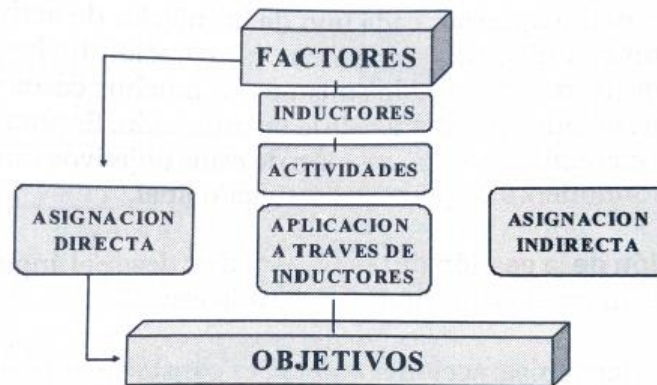 FACTORES
INDUCTORES
ACTIVIDADES
ASIGNACION
DIRECTA
APLICACION
A TRAVES DE
INDUCTORES
ASIGNACION
INDIRECTA
OBJETIVOS